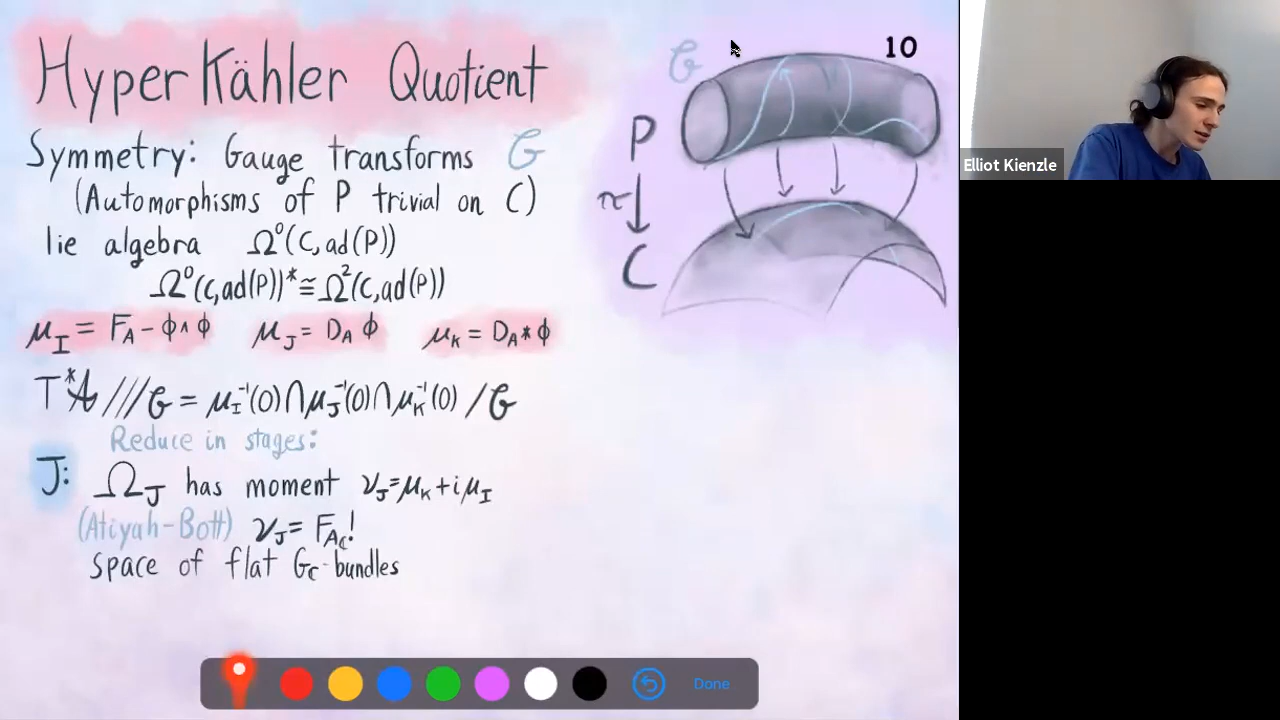 HyperKähler Quotient
10
Symmetry: Gauge transforms 𝒢
(Automorphisms of P trivial on C)
lie algebra Ω⁰(C, ad(P))
Ω⁰(C, ad(P))* ≅ Ω²(C, ad(P))
μ_I = F_A − ϕ∧ϕ μ_J = D_A ϕ μ_K = D_A * ϕ
T*𝒜 /// 𝒢 = μ_I⁻¹(0) ∩ μ_J⁻¹(0) ∩ μ_K⁻¹(0) / 𝒢
Reduce in stages:
J: Ω_J has moment ν_J = μ_K + iμ_I
(Atiyah-Bott) ν_J = F_{A_ℂ}!
space of flat G_ℂ-bundles
𝒢
P
π
C
Elliot Kienzle
Done